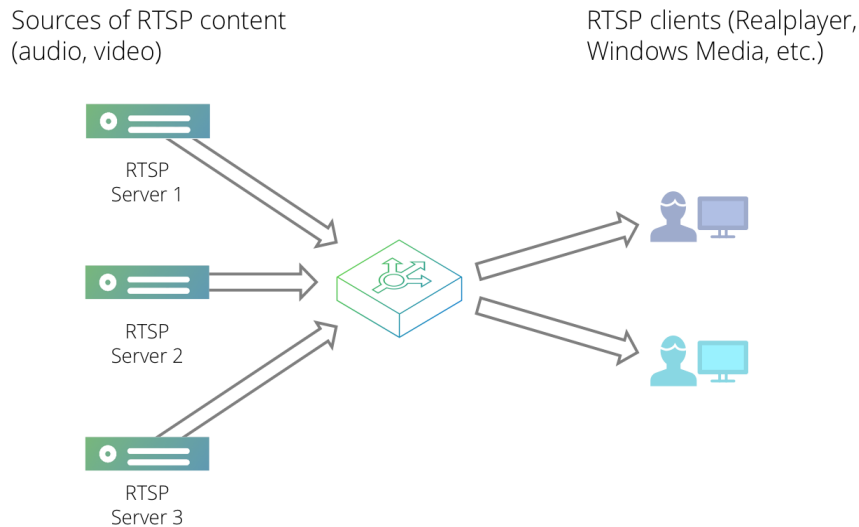 Sources of RTSP content
(audio, video)
RTSP clients (Realplayer,
Windows Media, etc.)
RTSP
Server 1
RTSP
Server 2
RTSP
Server 3